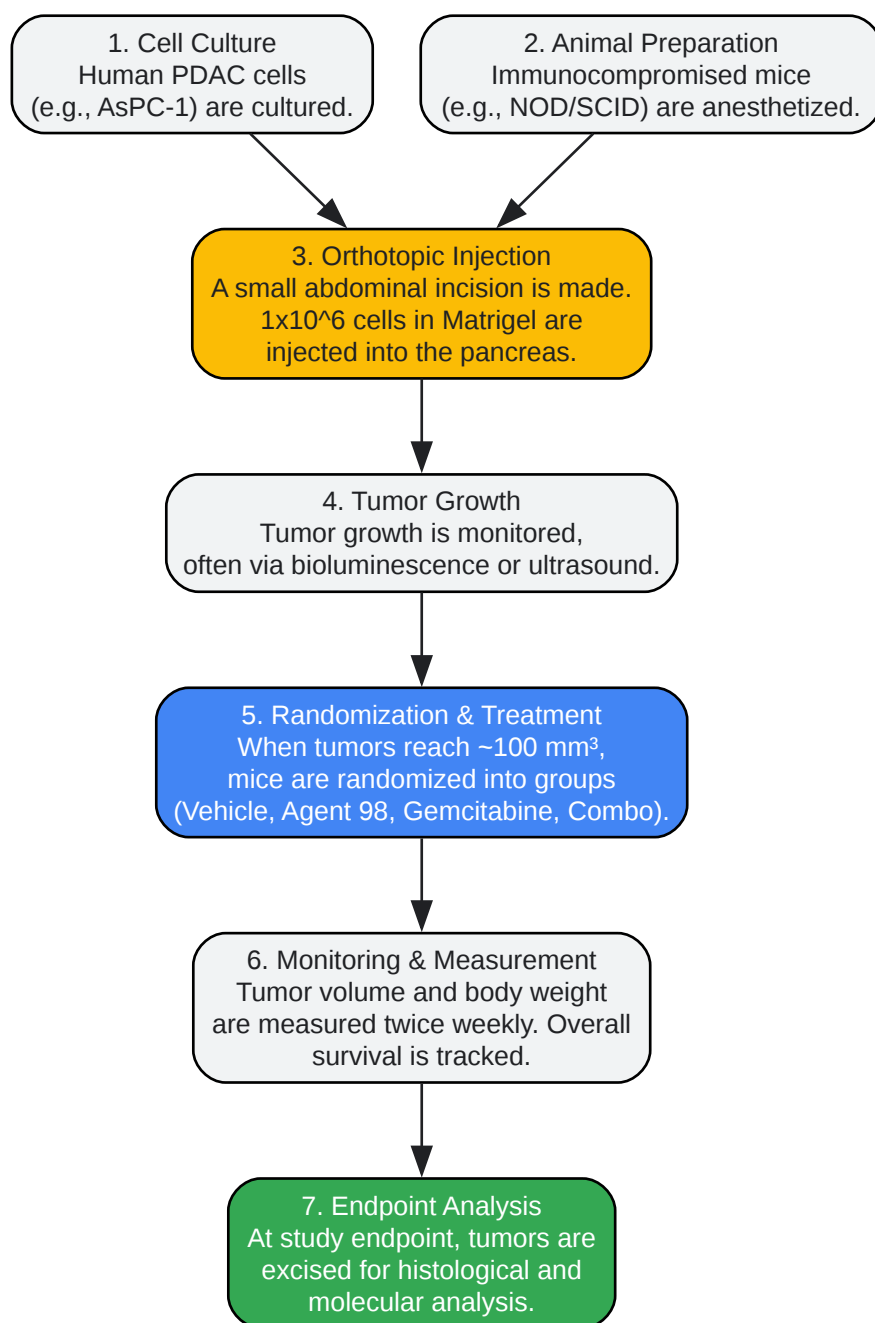 1. Cell Culture
Human PDAC cells
(e.g., AsPC-1) are cultured.
2. Animal Preparation
Immunocompromised mice
(e.g., NOD/SCID) are anesthetized.
3. Orthotopic Injection
A small abdominal incision is made.
1x10^6 cells in Matrigel are
injected into the pancreas.
4. Tumor Growth
Tumor growth is monitored,
often via bioluminescence or ultrasound.
5. Randomization & Treatment
When tumors reach ~100 mm³,
mice are randomized into groups
(Vehicle, Agent 98, Gemcitabine, Combo).
6. Monitoring & Measurement
Tumor volume and body weight
are measured twice weekly. Overall
survival is tracked.
7. Endpoint Analysis
At study endpoint, tumors are
excised for histological and
molecular analysis.